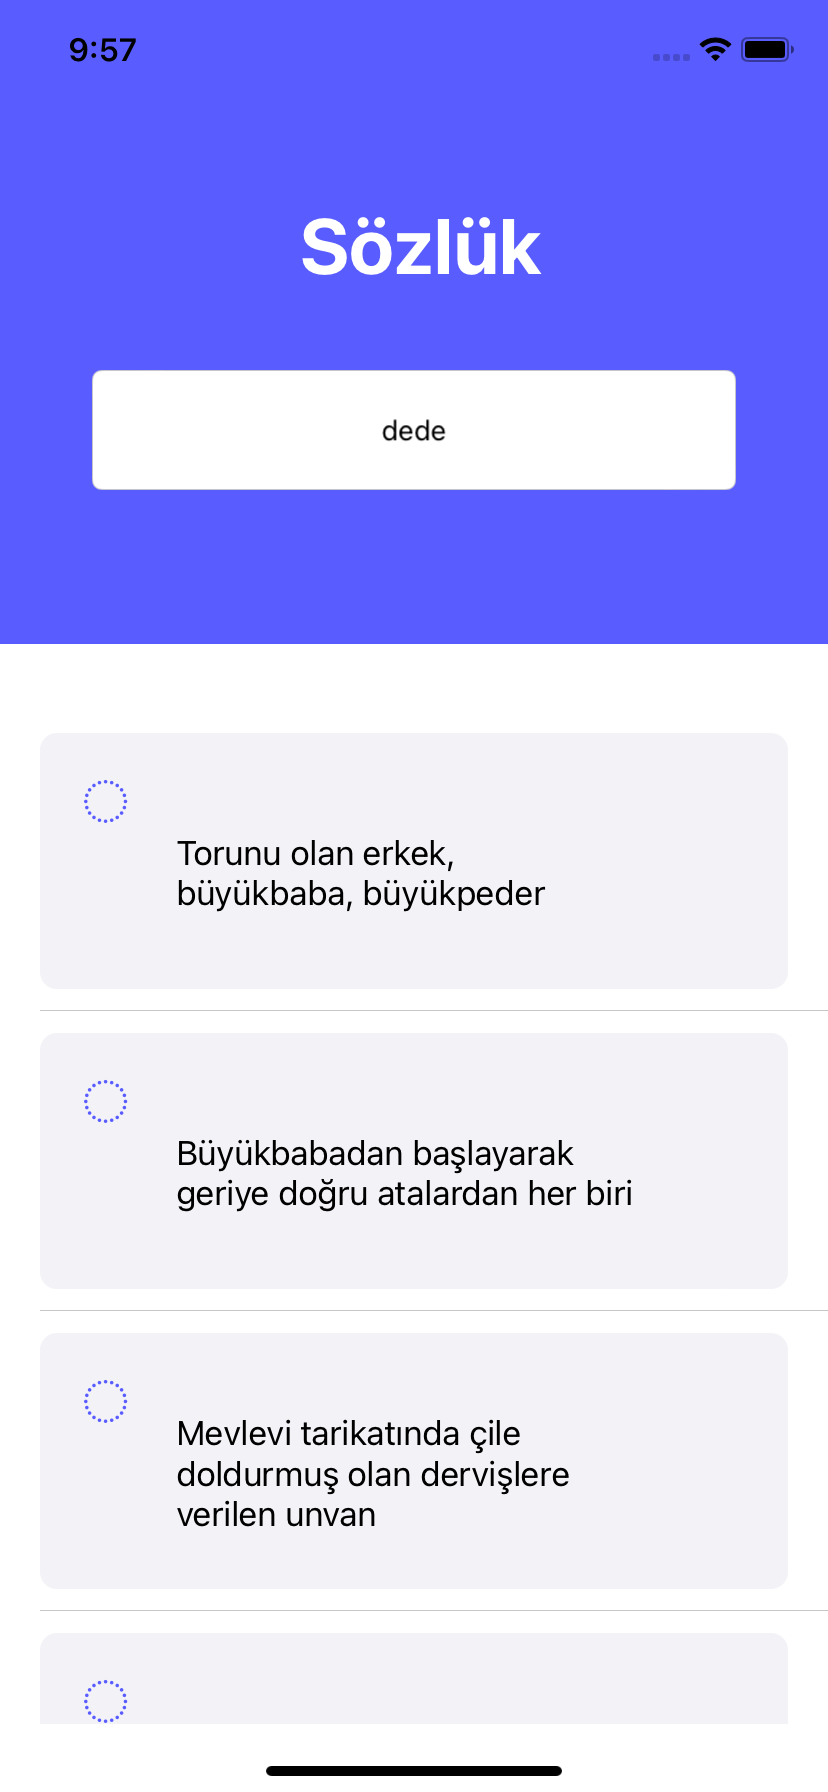 9:57
Sözlük
dede
Torunu olan erkek,
büyükbaba, büyükpeder
Büyükbabadan başlayarak
geriye doğru atalardan her biri
Mevlevi tarikatında çile
doldurmuş olan dervişlere
verilen unvan